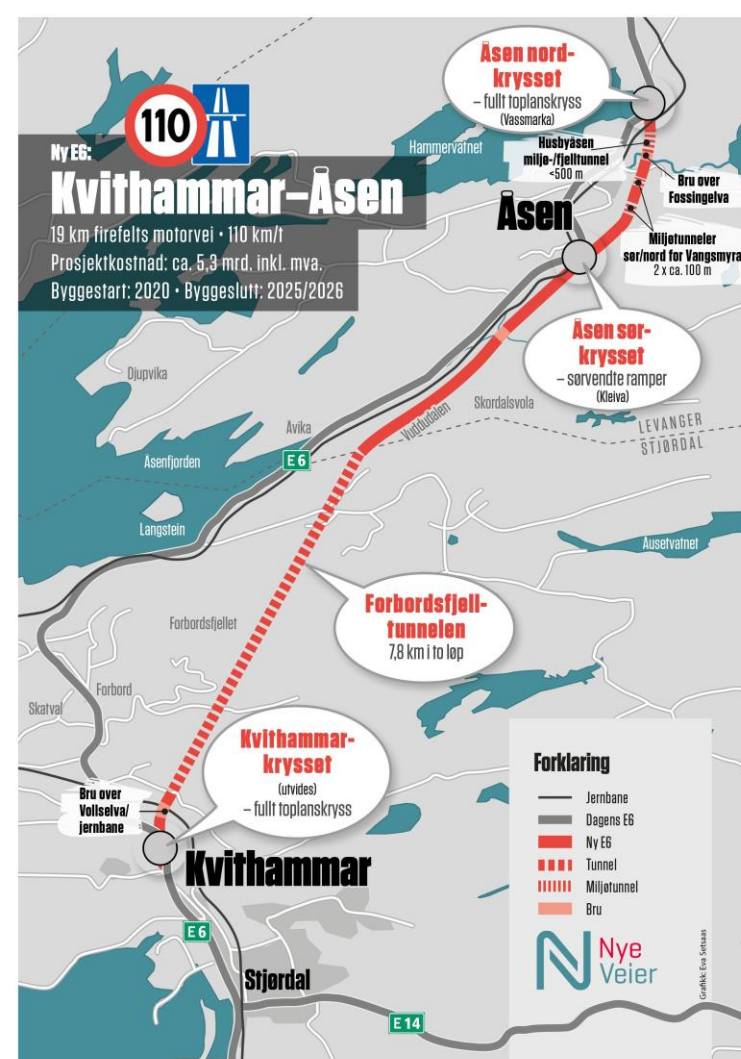 Åsen nord-
krysset
– fullt toplanskryss
(Vassmarka)
110
Ny E6:
Kvithammar–Åsen
19 km firefelts motorvei • 110 km/t
Prosjektkostnad: ca. 5,3 mrd. inkl. mva.
Byggestart: 2020 • Byggeslutt: 2025/2026
Hammervatnet
Husbyåsen
miljø-/fjelltunnel
<500 m
Bru over
Fossingelva
Åsen
Miljøtunneler
sør/nord for Vangsmyra
2 x ca. 100 m
Åsen sør-
krysset
– sørvendte ramper
(Kleiva)
Djupvika
Skordalsvola
Vuddudalen
LEVANGER
STJØRDAL
Åvika
E 6
Åsenfjorden
Langstein
Ausetvatnet
Forbordsfjell-
tunnelen
7,8 km i to løp
Forbordsfjellet
Forbord
Skatval
Kvithammar-
krysset
(utvides)
– fullt toplanskryss
Bru over
Vollselva/
jernbane
Kvithammar
E 6
Stjørdal
E 14
Forklaring
Jernbane
Dagens E6
Ny E6
Tunnel
Miljøtunnel
Bru
Nye
Veier
Grafikk: Eva Setsaas